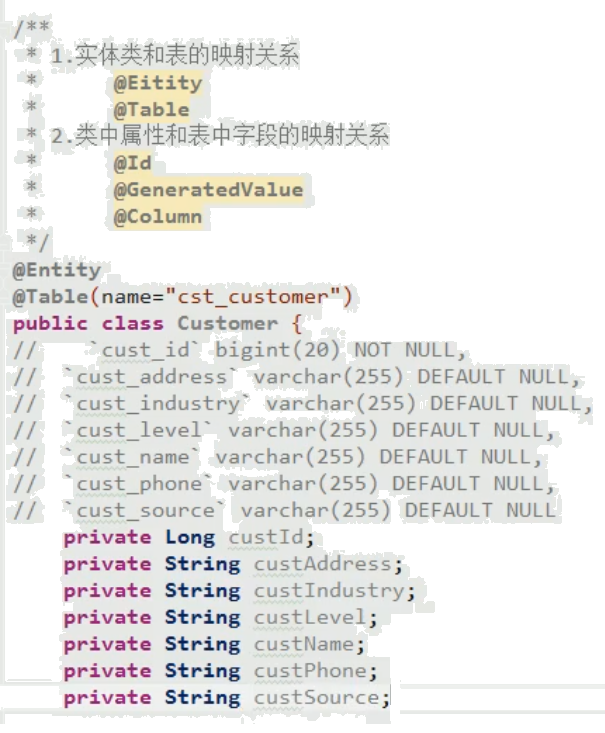 /**
* 1.实体类和表的映射关系
* @Eitity
* @Table
* 2.类中属性和表中字段的映射关系
* @Id
* @GeneratedValue
* @Column
*/
@Entity
@Table(name="cst_customer")
public class Customer {
// `cust_id` bigint(20) NOT NULL,
// `cust_address` varchar(255) DEFAULT NULL,
// `cust_industry` varchar(255) DEFAULT NULL,
// `cust_level` varchar(255) DEFAULT NULL,
// `cust_name` varchar(255) DEFAULT NULL,
// `cust_phone` varchar(255) DEFAULT NULL,
// `cust_source` varchar(255) DEFAULT NULL
private Long custId;
private String custAddress;
private String custIndustry;
private String custLevel;
private String custName;
private String custPhone;
private String custSource;